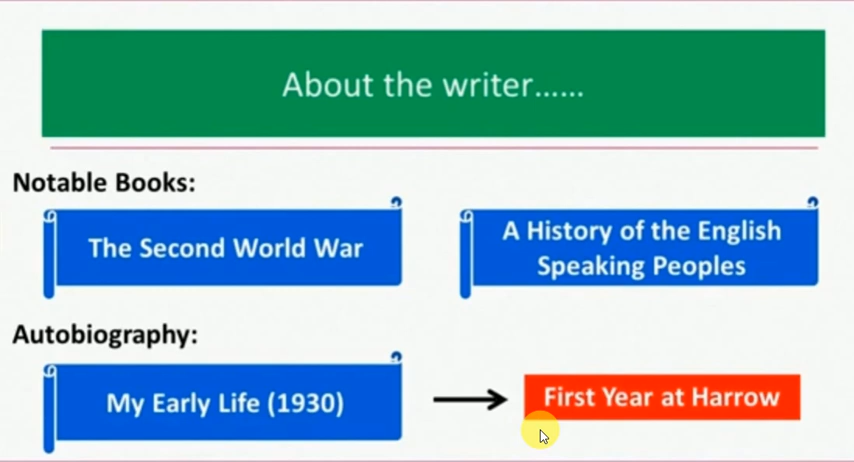 About the writer......
Notable Books:
The Second World War
A History of the English
Speaking Peoples
Autobiography:
My Early Life (1930)
First Year at Harrow